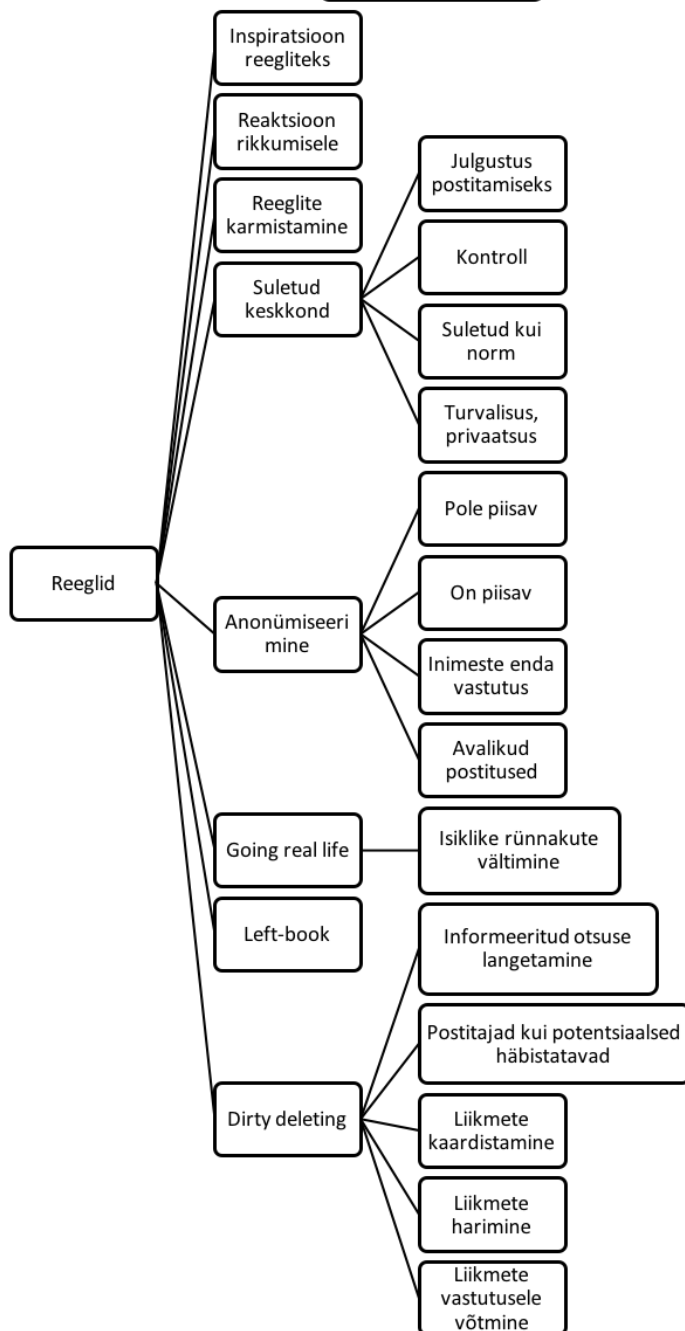 Inspiratsioon
reegliteks
Reaktsioon
rikkumisele
Reeglite
karmistamine
Suletud
keskkond
Julgustus
postitamiseks
Kontroll
Suletud kui
norm
Turvalisus,
privaatsus
Reeglid
Anonümiseeri
mine
Pole piisav
On piisav
Inimeste enda
vastutus
Avalikud
postitused
Going real life
Isiklike rünnakute
vältimine
Left-book
Dirty deleting
Informeeritud otsuse
langetamine
Postitajad kui potentsiaalsed
häbistatavad
Liikmete
kaardistamine
Liikmete
harimine
Liikmete
vastutusele
võtmine